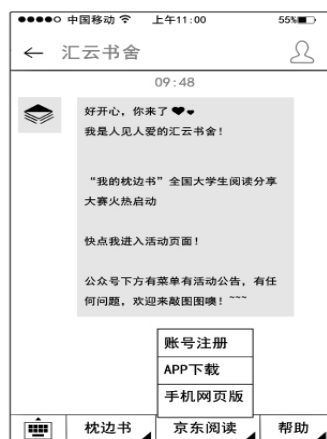 中国移动 上午11:00 55%
汇云书舍
09:48
好开心，你来了❤❤
我是人见人爱的汇云书舍！
“我的枕边书”全国大学生阅读分享
大赛火热启动
快点我进入活动页面！
公众号下方有菜单有活动公告，有任
何问题，欢迎来敲图图噢！~~~
账号注册
APP下载
手机网页版
枕边书 京东阅读 帮助